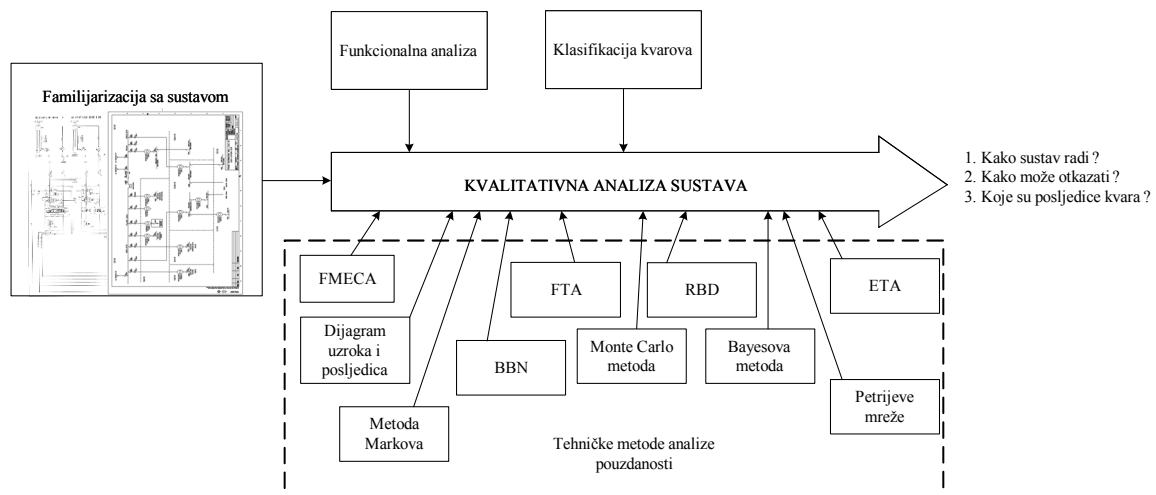 Funkcionalna analiza
Klasifikacija kvarova
Familijarizacija sa sustavom
KVALITATIVNA ANALIZA SUSTAVA
1. Kako sustav radi ?
2. Kako može otkazati ?
3. Koje su posljedice kvara ?
FMECA
FTA
RBD
ETA
Dijagram
uzroka i
posljedica
BBN
Monte Carlo
metoda
Bayesova
metoda
Metoda
Markova
Petrijeve
mreže
Tehničke metode analize
pouzdanosti